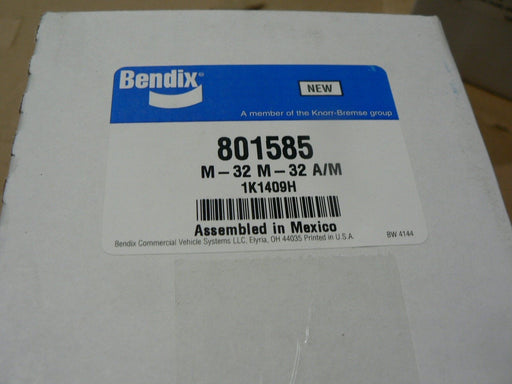 Bendix®
NEW
A member of the Knorr-Bremse group
801585
M-32 M-32 A/M
1K1409H
Assembled in Mexico
Bendix Commercial Vehicle Systems LLC, Elyria, OH 44035 Printed in U.S.A.
BW 4144